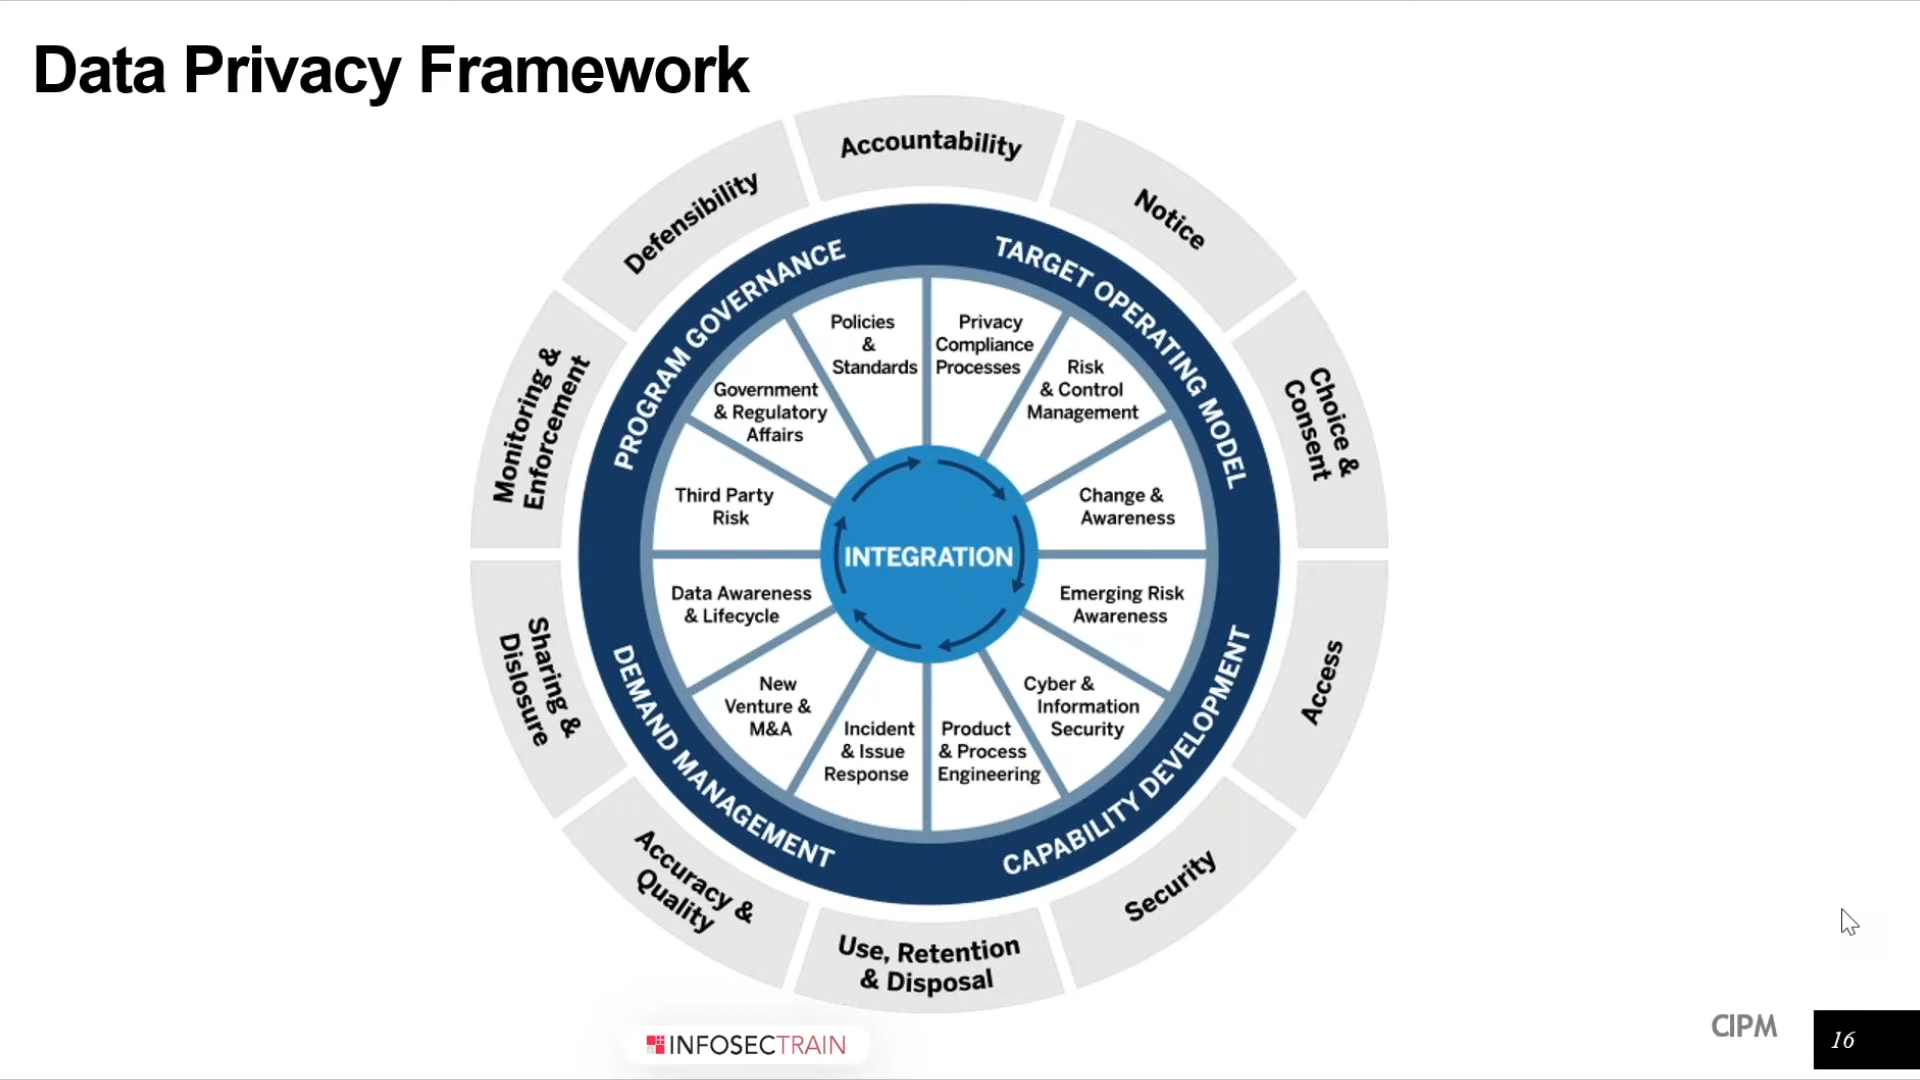 Data Privacy Framework
Accountability
Notice
Choice &
Consent
Access
Security
Use, Retention
& Disposal
Accuracy &
Quality
Sharing &
Dislosure
Monitoring &
Enforcement
Defensibility
PROGRAM GOVERNANCE
TARGET OPERATING MODEL
CAPABILITY DEVELOPMENT
DEMAND MANAGEMENT
Policies
&
Standards
Privacy
Compliance
Processes
Risk
& Control
Management
Change &
Awareness
Emerging Risk
Awareness
Cyber &
Information
Security
Product
& Process
Engineering
Incident
& Issue
Response
New
Venture &
M&A
Data Awareness
& Lifecycle
Third Party
Risk
Government
& Regulatory
Affairs
INTEGRATION
INFOSECTRAIN
CIPM
16